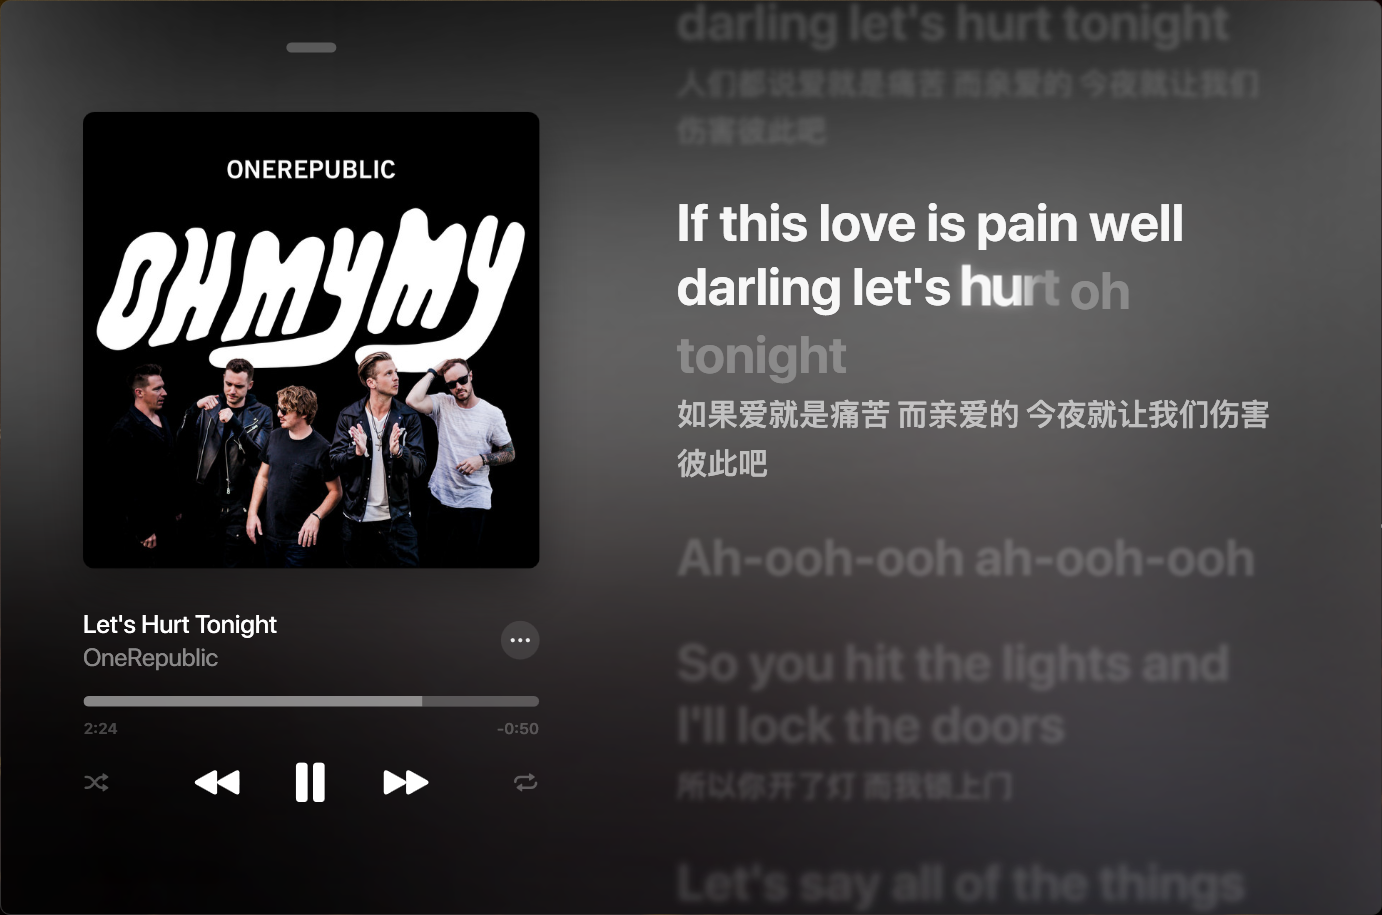 ONEREPUBLIC
OH MY MY
Let's Hurt Tonight
OneRepublic
2:24
-0:50
darling let's hurt tonight
人们都说爱就是痛苦 而亲爱的 今夜就让我们
伤害彼此吧
If this love is pain well
darling let's hurt oh
tonight
如果爱就是痛苦 而亲爱的 今夜就让我们伤害
彼此吧
Ah-ooh-ooh ah-ooh-ooh
So you hit the lights and
I'll lock the doors
所以你开了灯 而我锁上门
Let's say all of the things